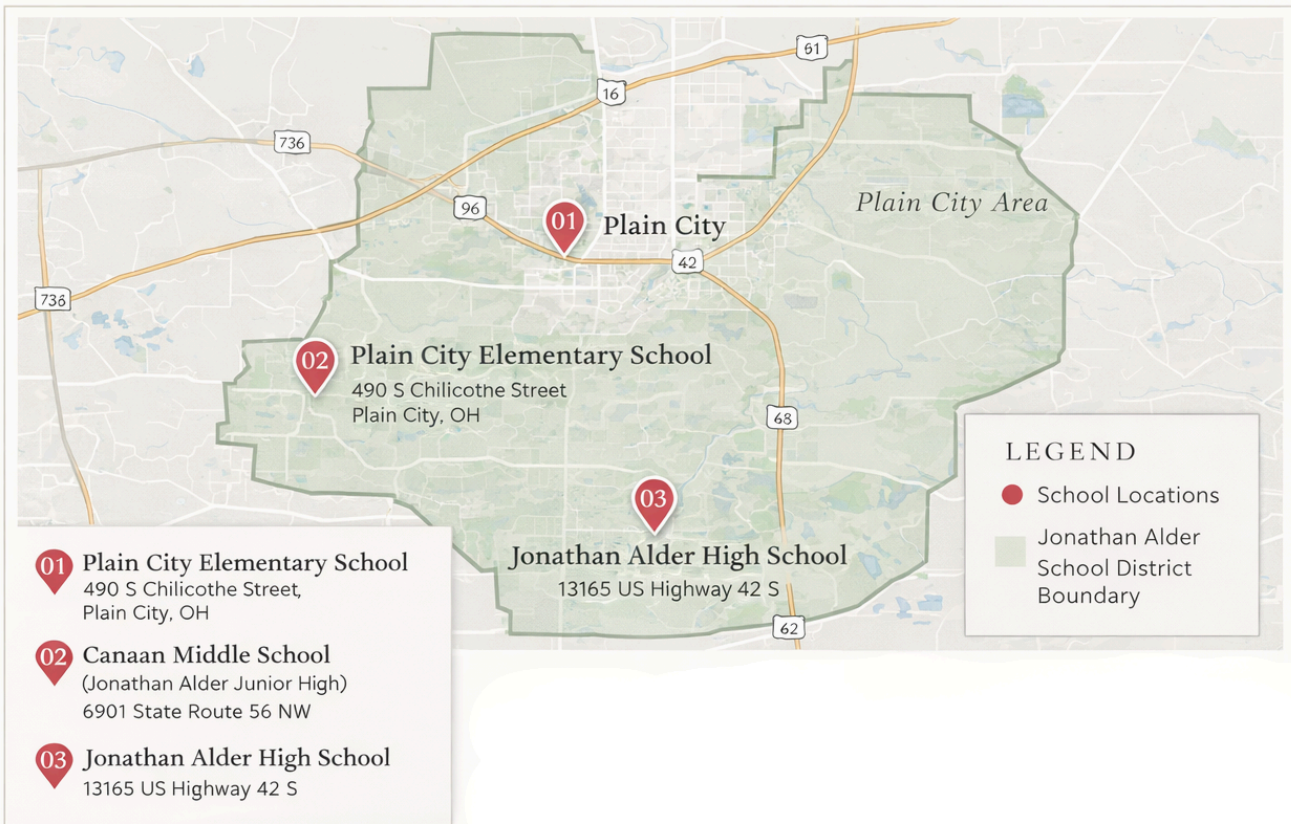 61
16
736
96
01
Plain City
Plain City Area
42
736
02
Plain City Elementary School
490 S Chilicothe Street
Plain City, OH
68
03
Jonathan Alder High School
13165 US Highway 42 S
62
LEGEND
School Locations
Jonathan Alder
School District
Boundary
01
Plain City Elementary School
490 S Chilicothe Street,
Plain City, OH
02
Canaan Middle School
(Jonathan Alder Junior High)
6901 State Route 56 NW
03
Jonathan Alder High School
13165 US Highway 42 S